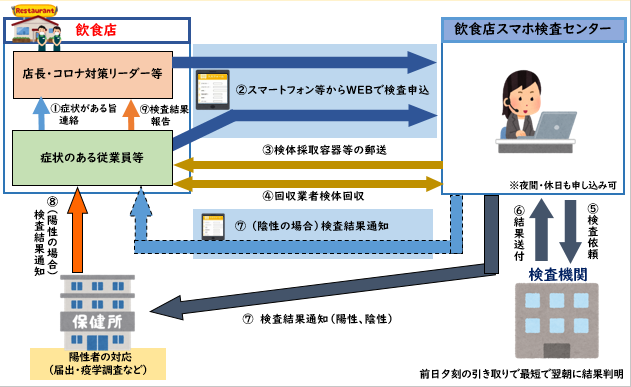 Restaurant
飲食店
飲食店スマホ検査センター
店長・コロナ対策リーダー等
②スマートフォン等からWEBで検査申込
①症状がある旨
連絡
⑨検査結果
報告
症状のある従業員等
③検体採取容器等の郵送
④回収業者検体回収
※夜間・休日も申し込み可
⑧(陽性の場合)
検査結果通知
⑦(陰性の場合)検査結果通知
⑥結果送付
⑤検査依頼
検査機関
保健所
⑦ 検査結果通知(陽性、陰性)
陽性者の対応
(届出・疫学調査など)
前日夕刻の引き取りで最短で翌朝に結果判明